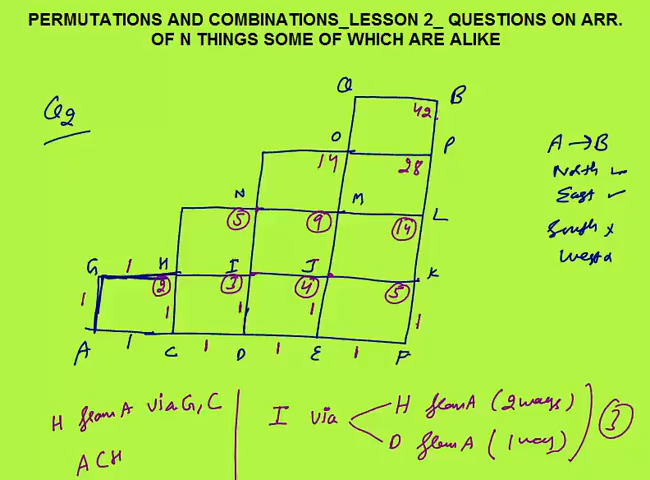 PERMUTATIONS AND COMBINATIONS_LESSON 2_ QUESTIONS ON ARR.
OF N THINGS SOME OF WHICH ARE ALIKE
Q2
Q B
42
O P
14 28
N M L
5 9 14
G 1 H I J K
1 2 3 4 5
1 1 1 1
A 1 C 1 D 1 E 1 F
A → B
North ✓
East ✓
South x
West x
H from A via G, C
ACH
I via
H from A (2 ways)
D from A (1 way)
3